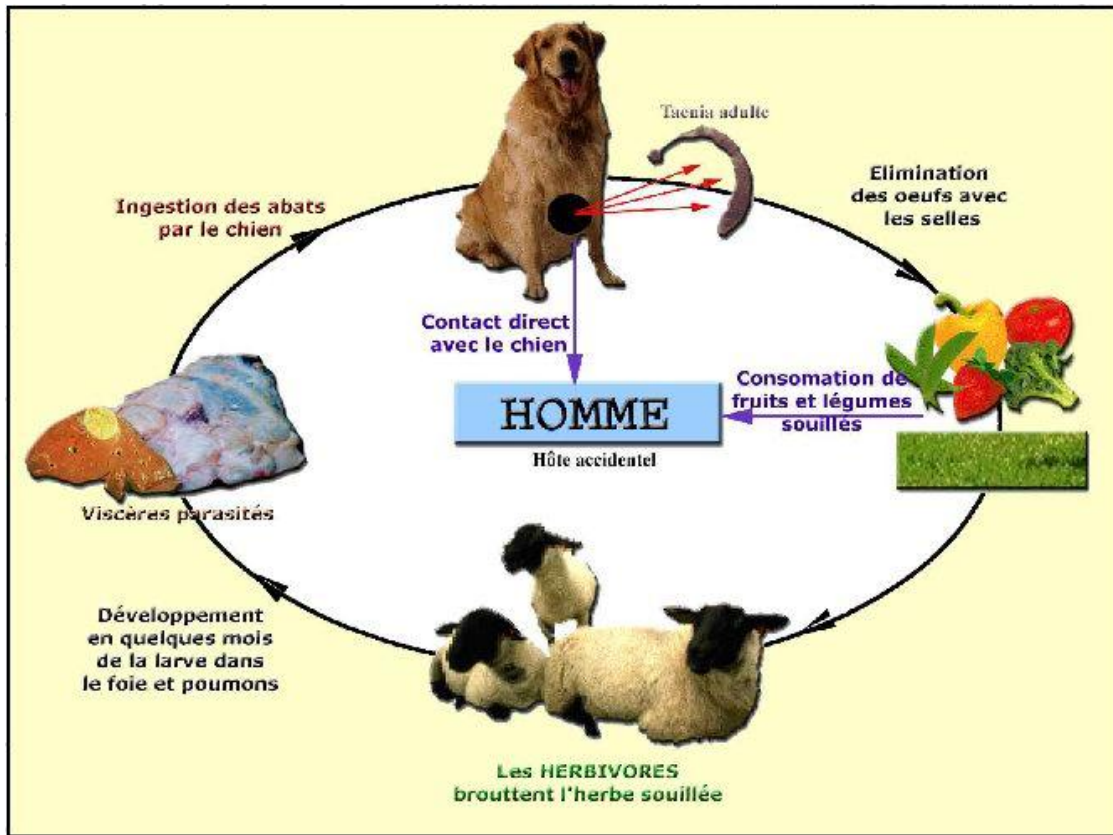 Taenia adulte
Elimination
des oeufs avec
les selles
Ingestion des abats
par le chien
Contact direct
avec le chien
Consomation de
fruits et légumes
souillés
HOMME
Hôte accidentel
Viscères parasités
Développement
en quelques mois
de la larve dans
le foie et poumons
Les HERBIVORES
brouttent l'herbe souillée